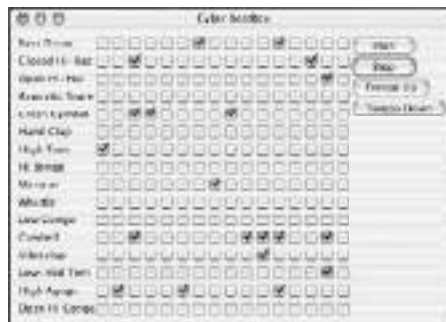 Cyber BeatBox
Bass Drum
Closed Hi-Hat
Open Hi-Hat
Acoustic Snare
Crash Cymbal
Hand Clap
High Tom
Hi Bongo
Maracas
Whistle
Low Conga
Cowbell
Vibraslap
Low-mid Tom
High Agogo
Open Hi Conga
Start
Stop
Tempo Up
Tempo Down